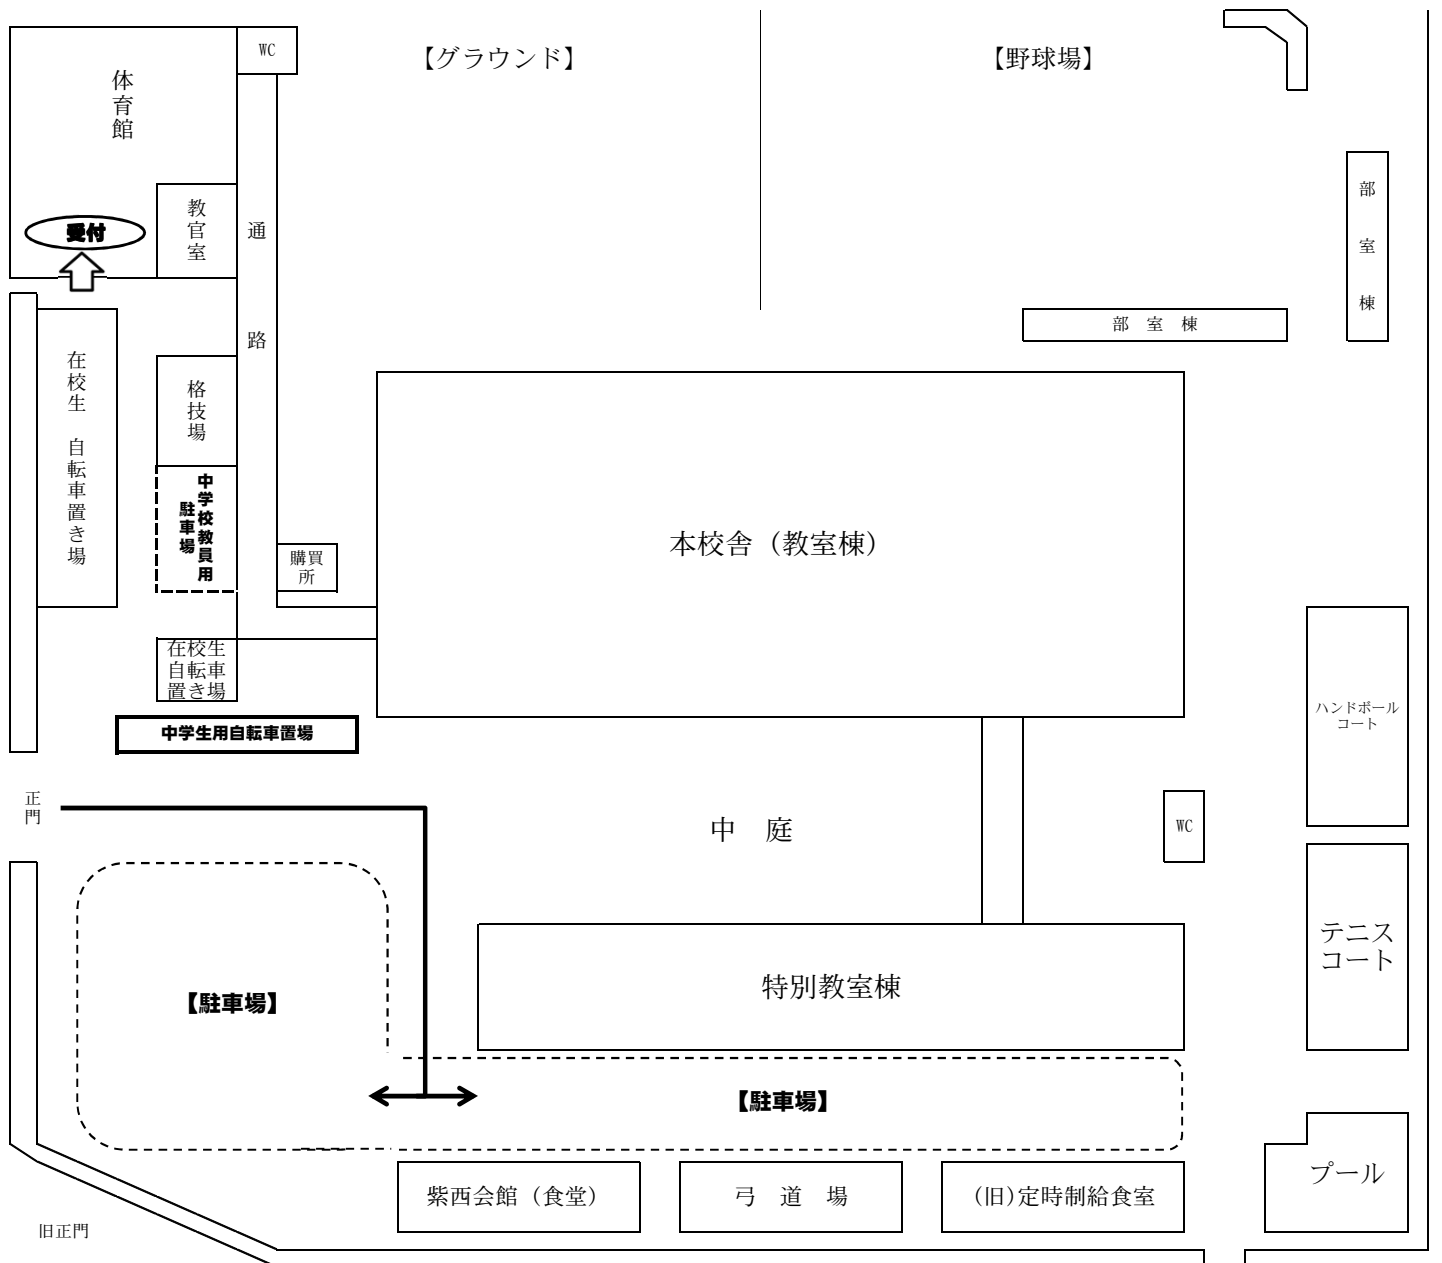 WC
【グラウンド】
【野球場】
体育館
教官室
受付
通路
部室棟
部 室 棟
在校生 自転車置き場
格技場
中学校教員用
駐車場
購買
所
本校舎（教室棟）
在校生
自転車
置き場
中学生用自転車置場
ハンドボール
コート
正門
中 庭
WC
テニス
コート
特別教室棟
【駐車場】
【駐車場】
プール
紫西会館（食堂）
弓 道 場
(旧)定時制給食室
旧正門